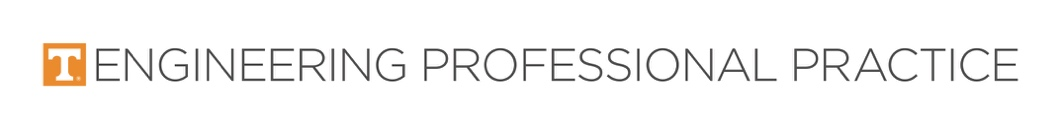 T ENGINEERING PROFESSIONAL PRACTICE